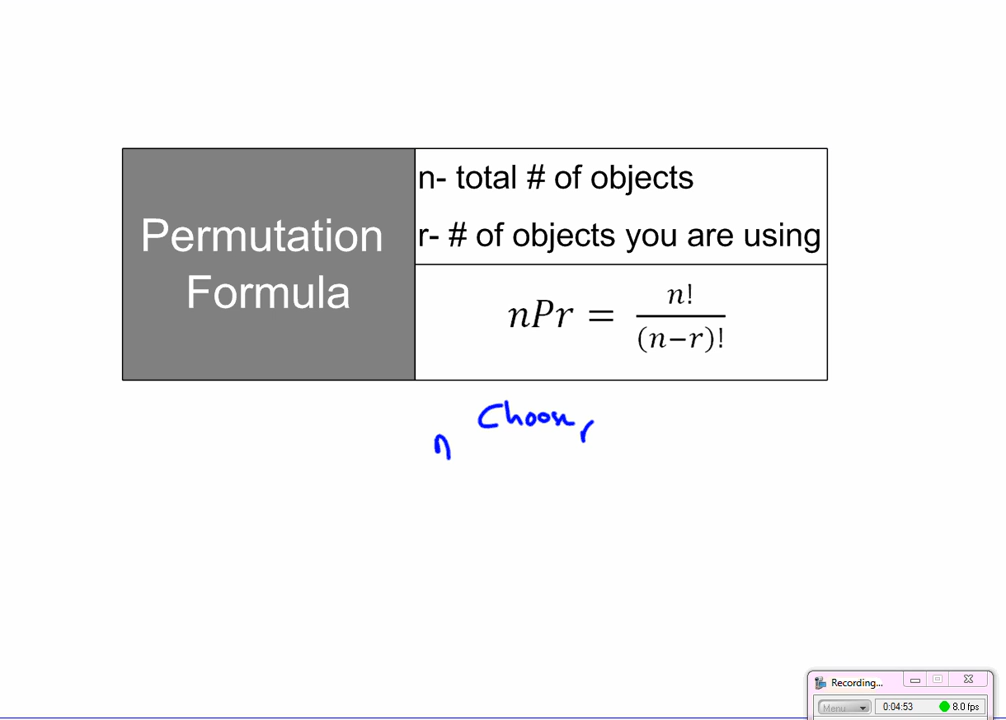 Permutation
Formula
n- total # of objects
r- # of objects you are using
nPr = n!/(n−r)!
n Choose r
Recording...
Menu
0:04:53
8.0 fps